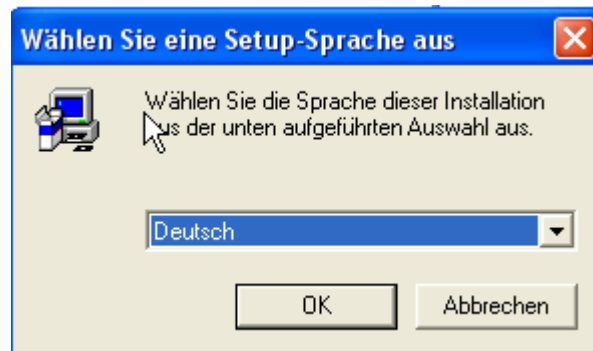 Wählen Sie eine Setup-Sprache aus
Wählen Sie die Sprache dieser Installation
aus der unten aufgeführten Auswahl aus.
Deutsch
OK
Abbrechen